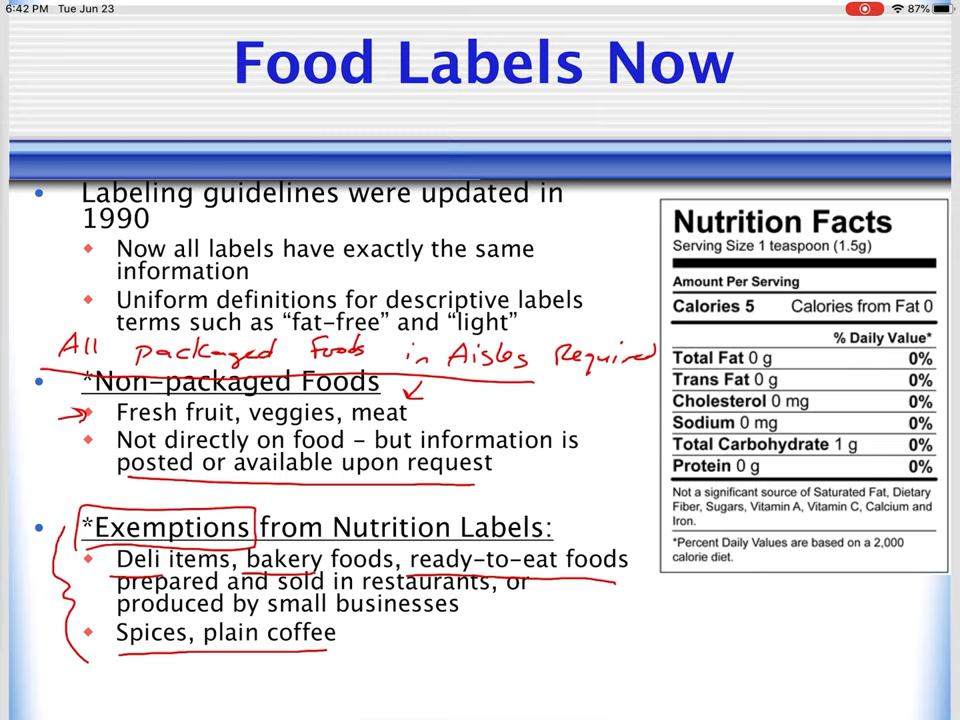 6:42 PM Tue Jun 23
87%
Food Labels Now
• Labeling guidelines were updated in
1990
Now all labels have exactly the same
information
Uniform definitions for descriptive labels
terms such as “fat-free” and “light”
All packaged foods in Aisles Required
• *Non-packaged Foods
Fresh fruit, veggies, meat
Not directly on food – but information is
posted or available upon request
• *Exemptions from Nutrition Labels:
Deli items, bakery foods, ready-to-eat foods
prepared and sold in restaurants, or
produced by small businesses
Spices, plain coffee
Nutrition Facts
Serving Size 1 teaspoon (1.5g)
Amount Per Serving
Calories 5 Calories from Fat 0
% Daily Value*
Total Fat 0 g 0%
Trans Fat 0 g 0%
Cholesterol 0 mg 0%
Sodium 0 mg 0%
Total Carbohydrate 1 g 0%
Protein 0 g 0%
Not a significant source of Saturated Fat, Dietary
Fiber, Sugars, Vitamin A, Vitamin C, Calcium and
Iron.
*Percent Daily Values are based on a 2,000
calorie diet.